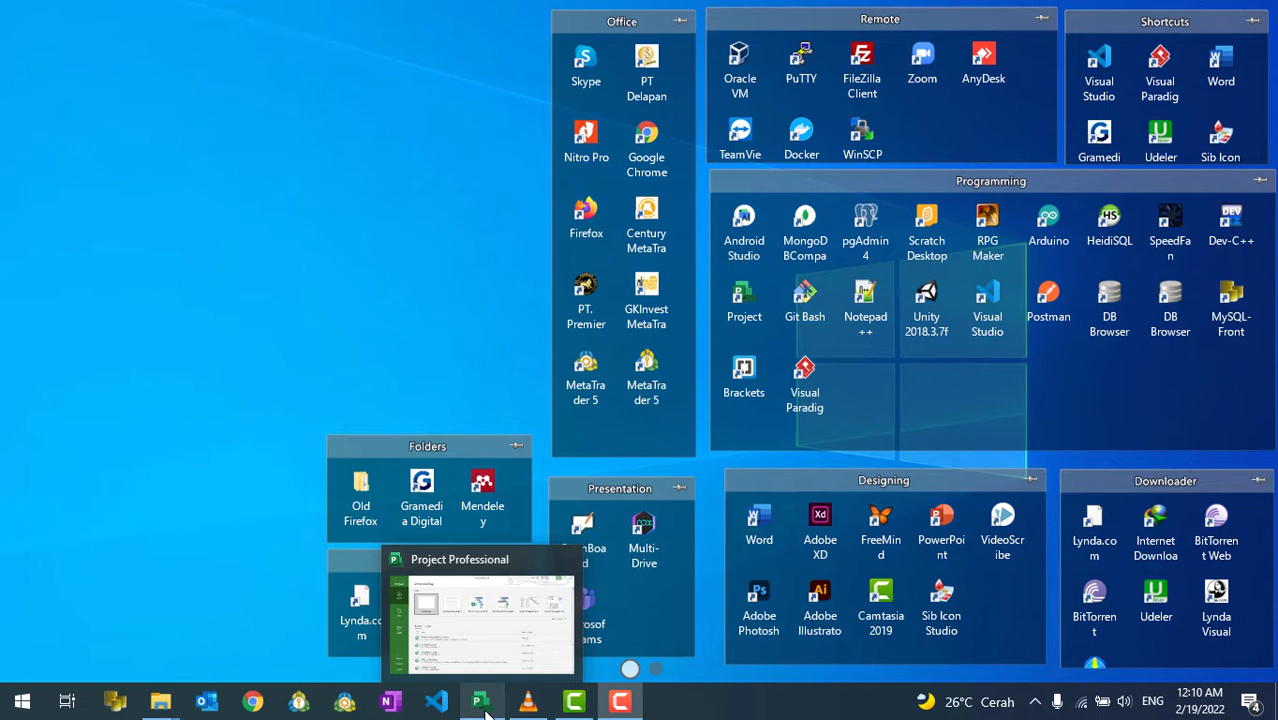 Office
Skype
PT
Delapan
Nitro Pro
Google
Chrome
Firefox
Century
MetaTra
PT.
Premier
GKInvest
MetaTra
MetaTra
der 5
MetaTra
der 5
Remote
Oracle
VM
PuTTY
FileZilla
Client
Zoom
AnyDesk
TeamVie
Docker
WinSCP
Shortcuts
Visual
Studio
Visual
Paradig
Word
Gramedi
Udeler
Sib Icon
Programming
Android
Studio
MongoD
BCompa
pgAdmin
4
Scratch
Desktop
RPG
Maker
Arduino
HeidiSQL
SpeedFa
n
Dev-C++
Project
Git Bash
Notepad
++
Unity
2018.3.7f
Visual
Studio
Postman
DB
Browser
DB
Browser
MySQL-
Front
Brackets
Visual
Paradig
Folders
Old
Firefox
Gramedi
a Digital
Mendele
y
Lynda.co
m
Project Professional
Presentation
Multi-
Drive
Designing
Word
Adobe
XD
FreeMin
d
PowerPoi
nt
VideoScr
ibe
Adobe
Photosh
Adobe
Illustrato
Camtasia
2018
Sib Icon
Studio
Downloader
Lynda.co
m
Internet
Downloa
BitTorren
t Web
BitTorren
t
Udeler
Lynda
Visual
22°C Cerah
ENG
12:10 AM
2/19/2022
4